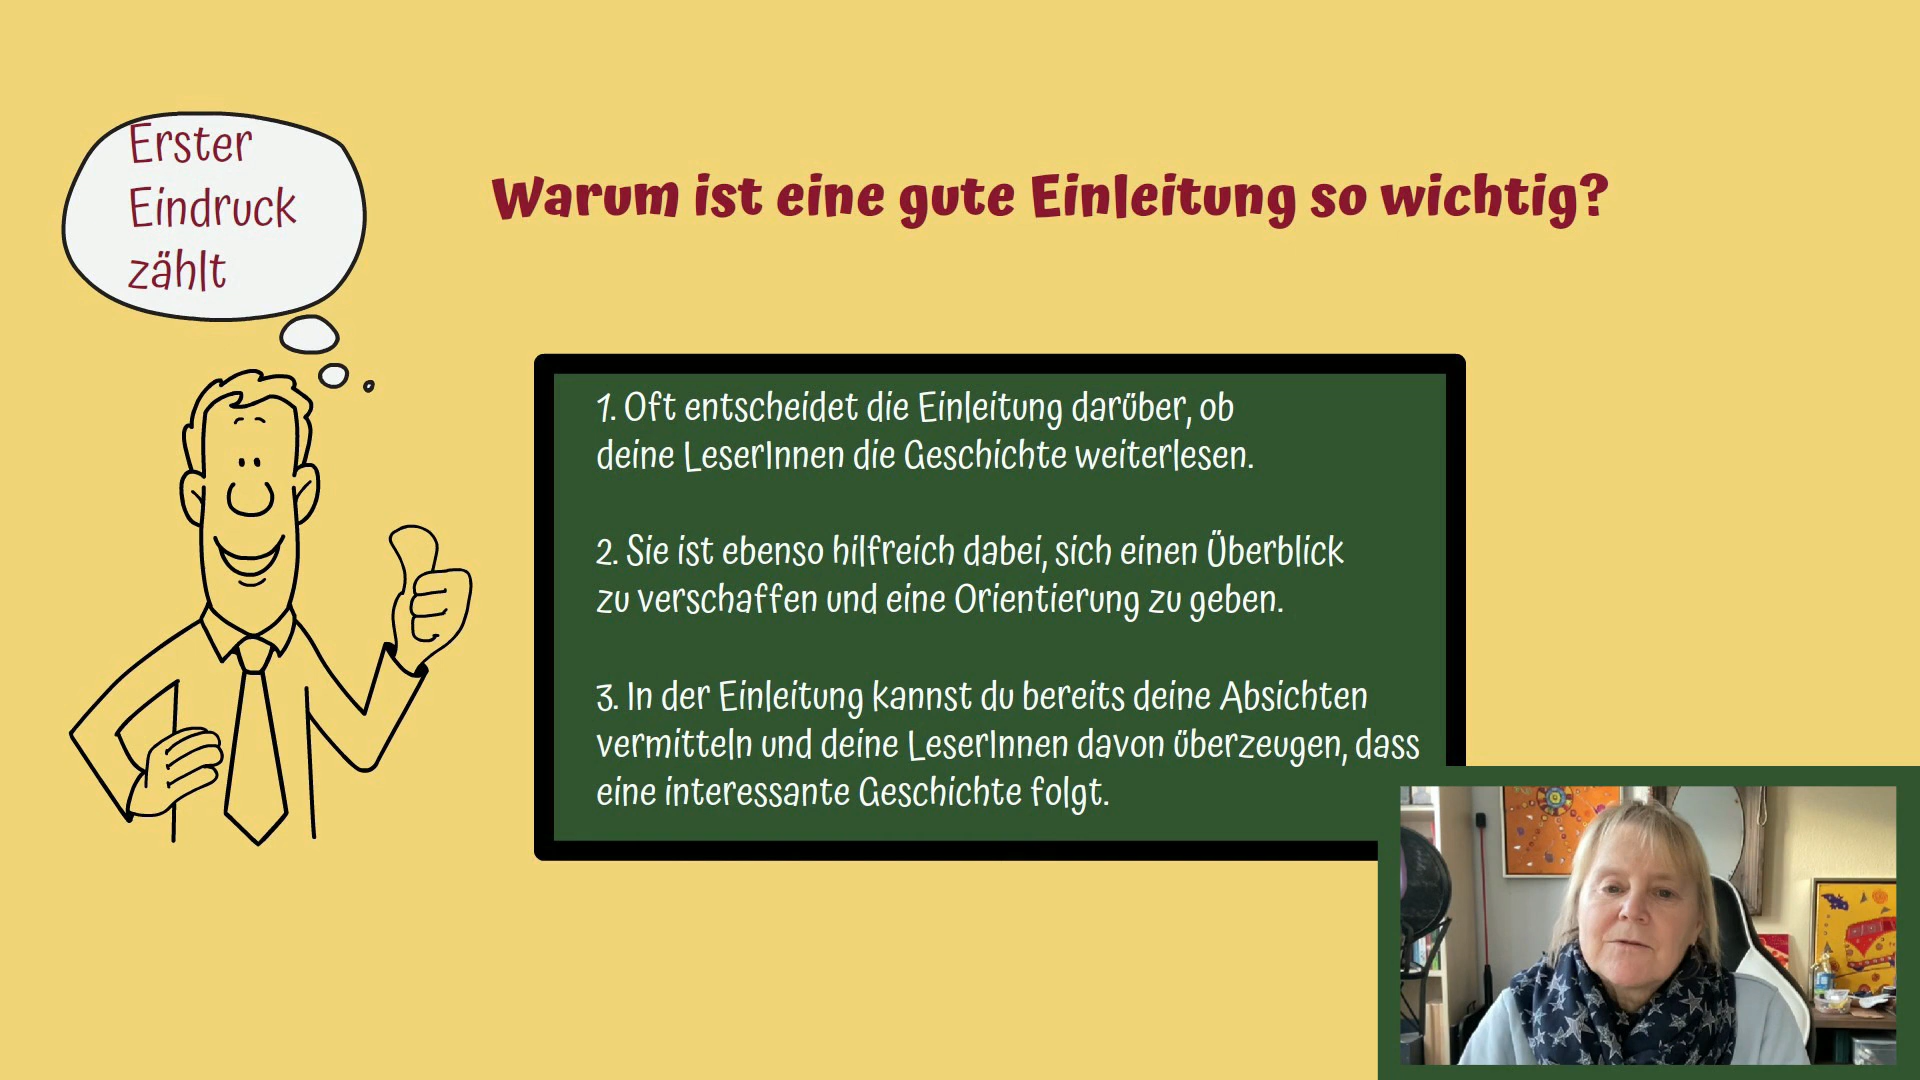 Erster
Eindruck
zählt
Warum ist eine gute Einleitung so wichtig?
1. Oft entscheidet die Einleitung darüber, ob
deine LeserInnen die Geschichte weiterlesen.
2. Sie ist ebenso hilfreich dabei, sich einen Überblick
zu verschaffen und eine Orientierung zu geben.
3. In der Einleitung kannst du bereits deine Absichten
vermitteln und deine LeserInnen davon überzeugen, dass
eine interessante Geschichte folgt.